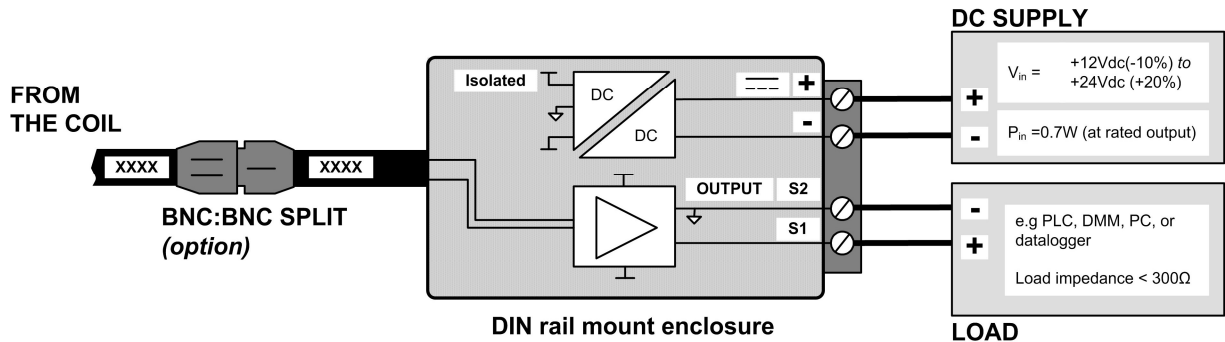 FROM
THE COIL
XXXX
XXXX
BNC:BNC SPLIT
(option)
Isolated
DC
DC
+
-
OUTPUT S2
S1
DIN rail mount enclosure
DC SUPPLY
+
-
Vin = +12Vdc(-10%) to
+24Vdc (+20%)
Pin =0.7W (at rated output)
-
+
e.g PLC, DMM, PC, or
datalogger
Load impedance < 300Ω
LOAD